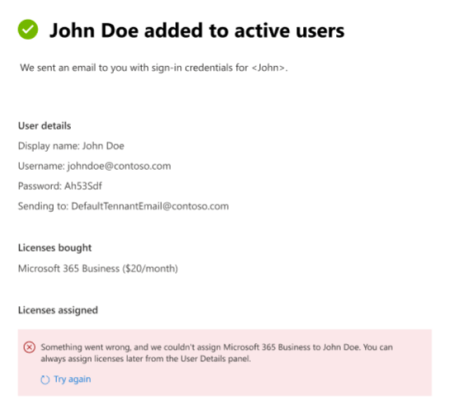 John Doe added to active users
We sent an email to you with sign-in credentials for <John>.
User details
Display name: John Doe
Username: johndoe@contoso.com
Password: Ah53Sdf
Sending to: DefaultTennantEmail@contoso.com
Licenses bought
Microsoft 365 Business ($20/month)
Licenses assigned
Something went wrong, and we couldn't assign Microsoft 365 Business to John Doe. You can
always assign licenses later from the User Details panel.
Try again